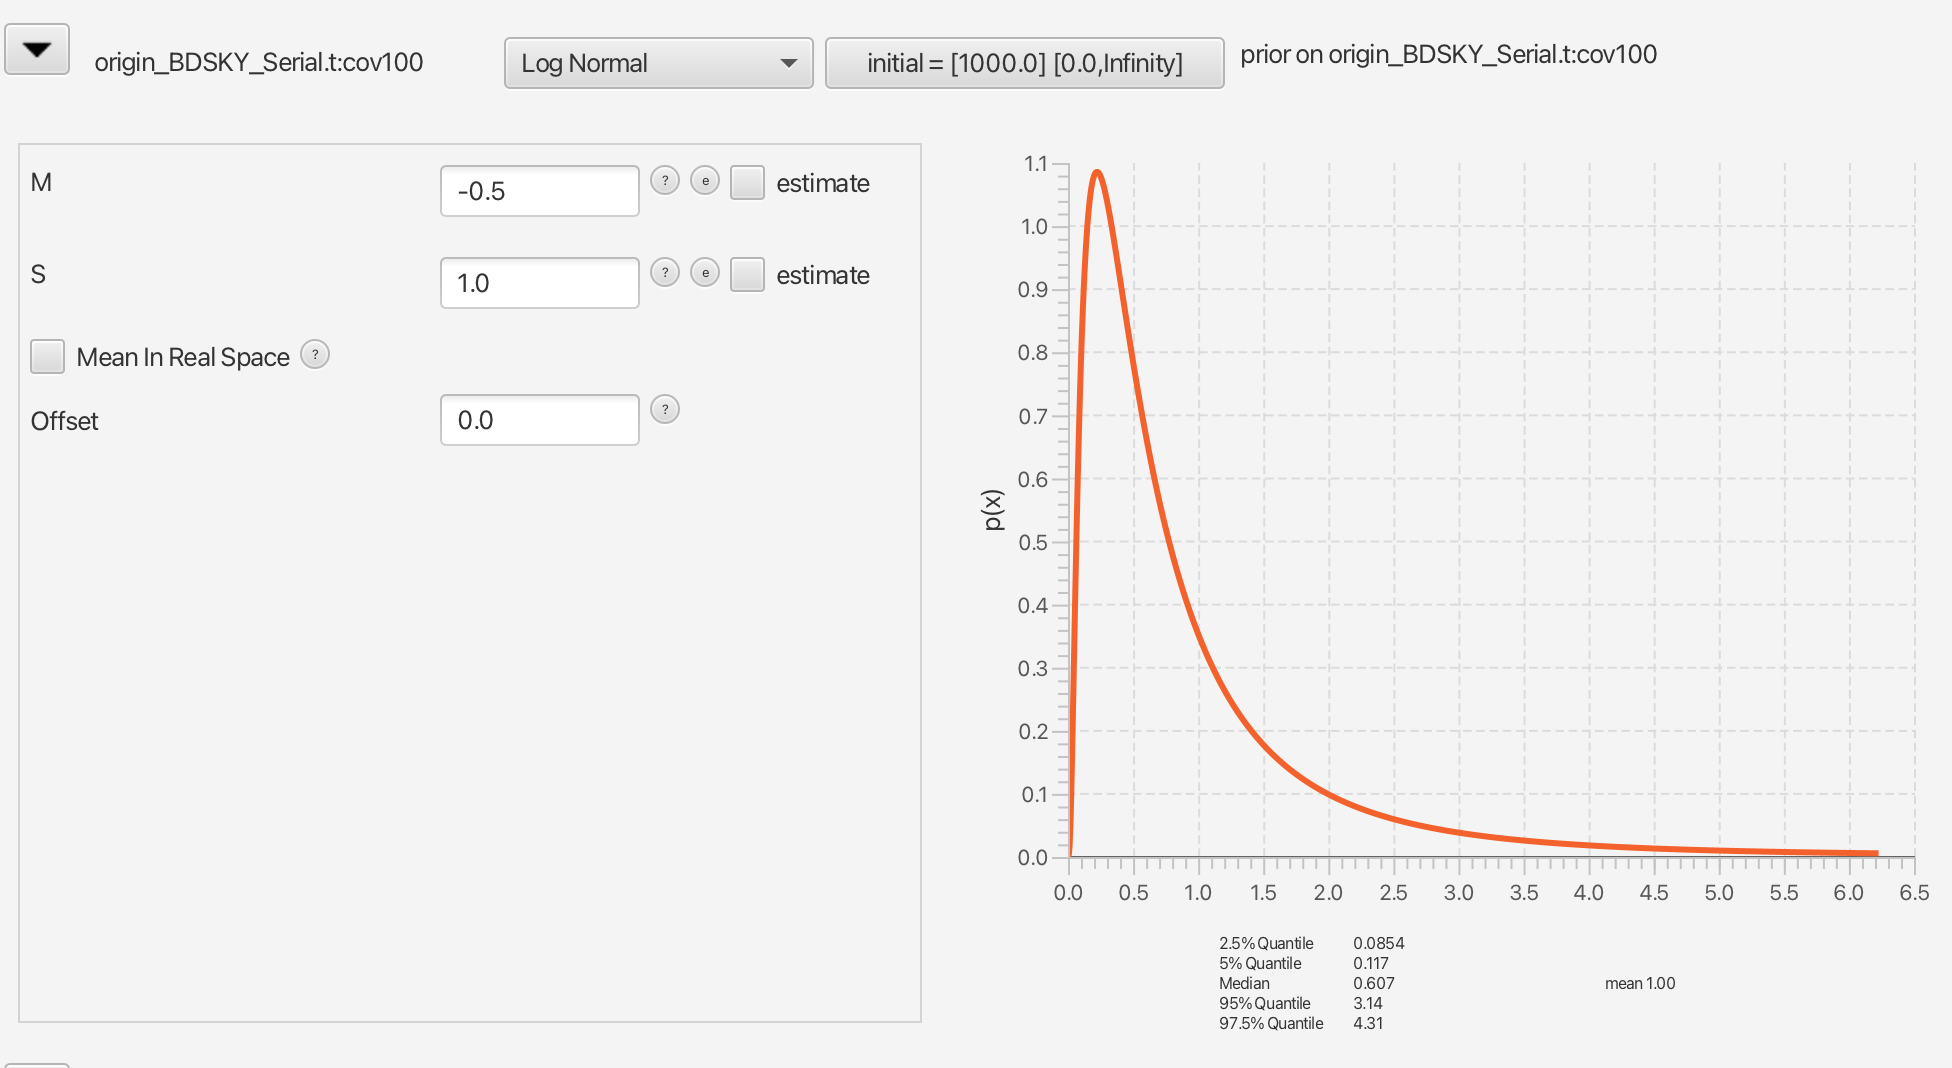 origin_BDSKY_Serial.t:cov100 Log Normal initial = [1000.0] [0.0,Infinity] prior on origin_BDSKY_Serial.t:cov100
M -0.5 ? e estimate
S 1.0 ? e estimate
Mean In Real Space ?
Offset 0.0 ?
1.1
1.0
0.9
0.8
0.7
0.6
0.5
0.4
0.3
0.2
0.1
0.0
p(x)
0.0 0.5 1.0 1.5 2.0 2.5 3.0 3.5 4.0 4.5 5.0 5.5 6.0 6.5
2.5% Quantile 0.0854
5% Quantile 0.117
Median 0.607 mean 1.00
95% Quantile 3.14
97.5% Quantile 4.31